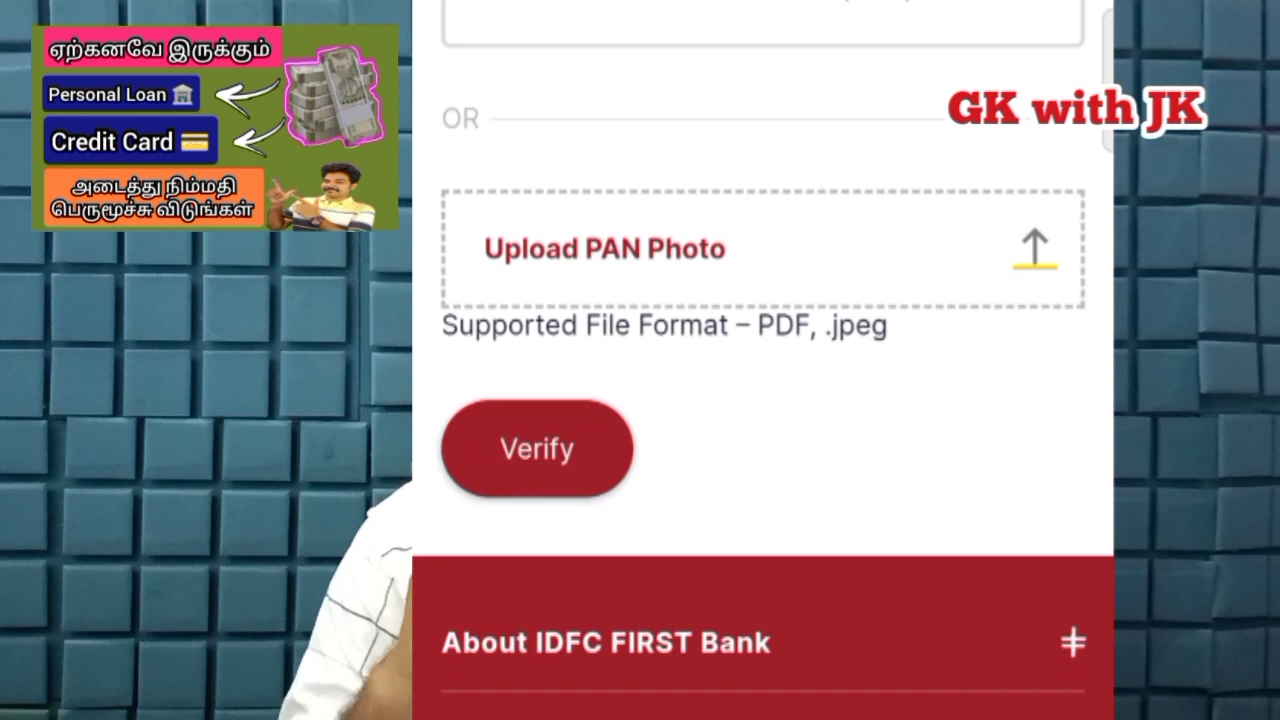 ஏற்கனவே இருக்கும்
Personal Loan
Credit Card
அடைத்து நிம்மதி
பெருமூச்சு விடுங்கள்
GK with JK
OR
Upload PAN Photo
Supported File Format – PDF, .jpeg
Verify
About IDFC FIRST Bank